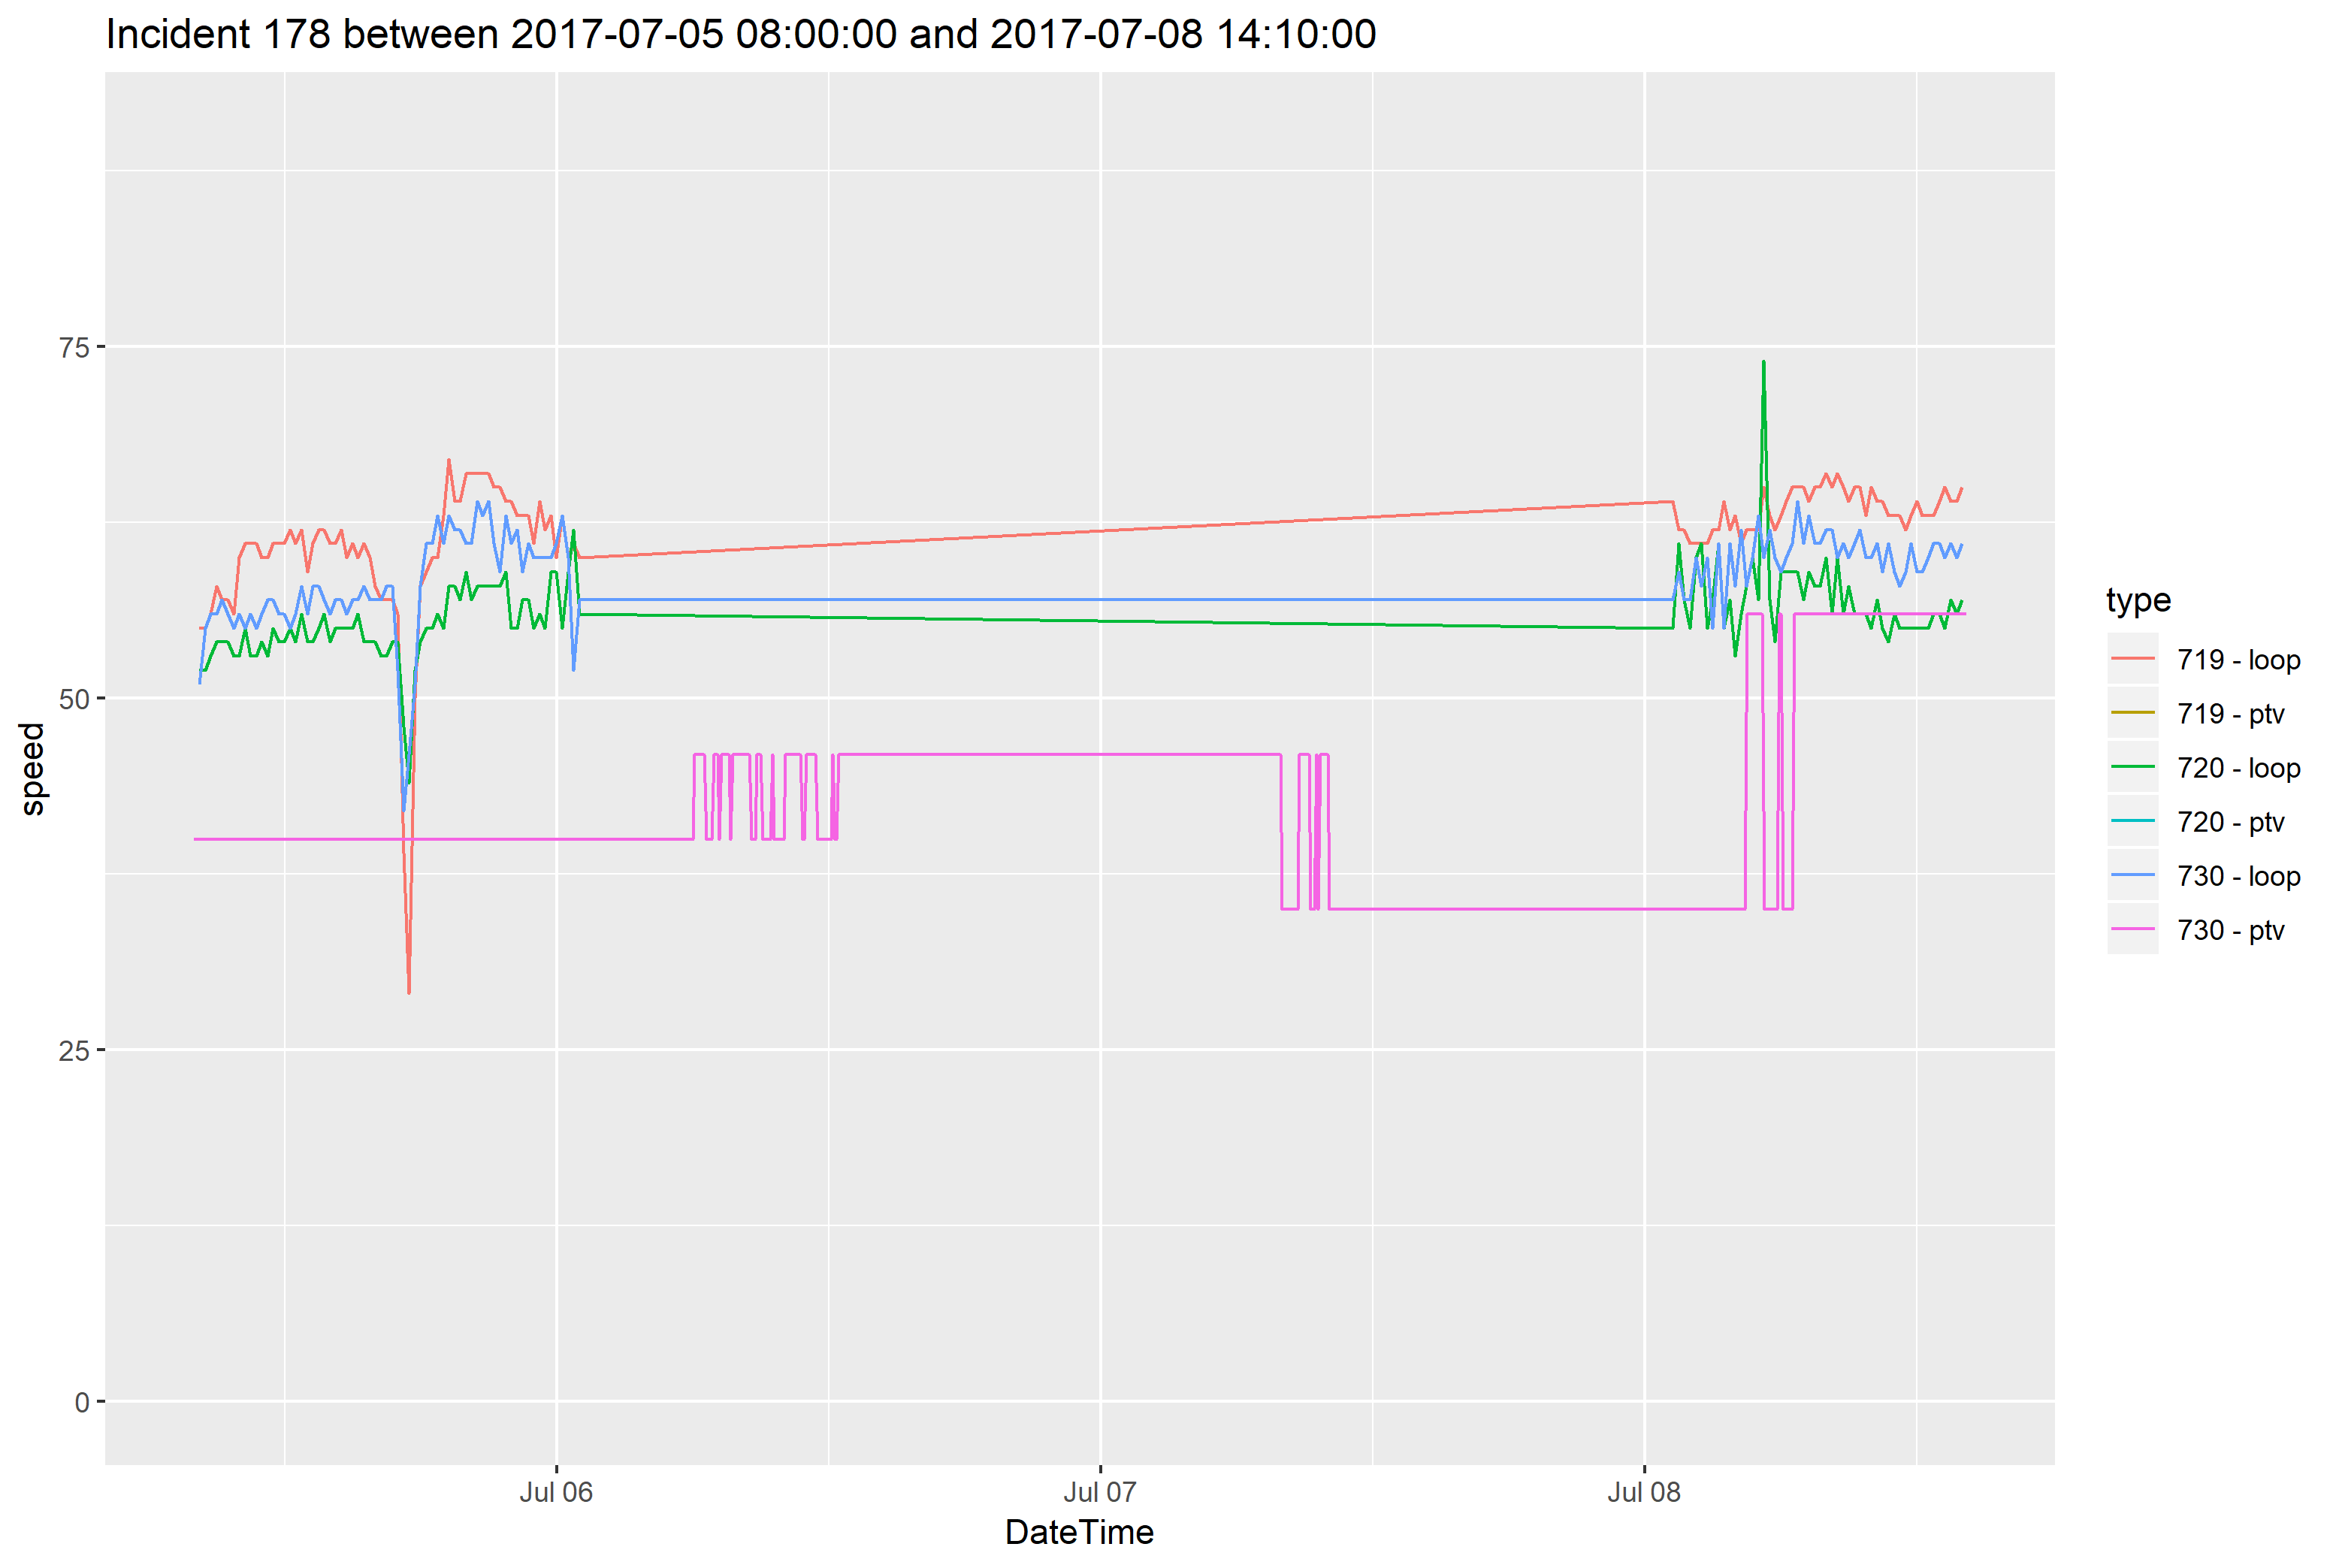 Incident 178 between 2017-07-05 08:00:00 and 2017-07-08 14:10:00
75
50
25
0
speed
Jul 06
Jul 07
Jul 08
DateTime
type
719 - loop
719 - ptv
720 - loop
720 - ptv
730 - loop
730 - ptv